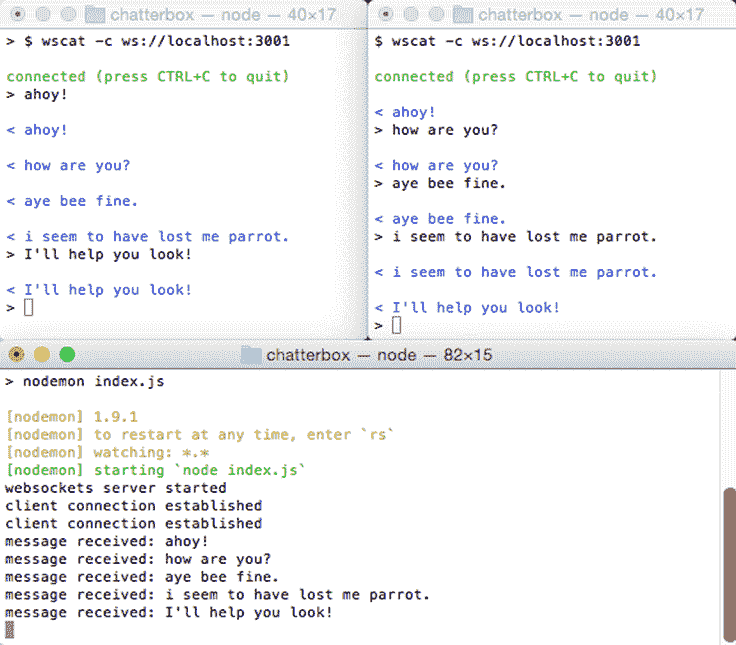 chatterbox — node — 40×17
> $ wscat -c ws://localhost:3001
connected (press CTRL+C to quit)
> ahoy!
< ahoy!
< how are you?
< aye bee fine.
< i seem to have lost me parrot.
> I'll help you look!
< I'll help you look!
>
chatterbox — node — 40×17
$ wscat -c ws://localhost:3001
connected (press CTRL+C to quit)
< ahoy!
> how are you?
< how are you?
> aye bee fine.
< aye bee fine.
> i seem to have lost me parrot.
< i seem to have lost me parrot.
< I'll help you look!
>
chatterbox — node — 82×15
> nodemon index.js
[nodemon] 1.9.1
[nodemon] to restart at any time, enter `rs`
[nodemon] watching: *.*
[nodemon] starting `node index.js`
websockets server started
client connection established
client connection established
message received: ahoy!
message received: how are you?
message received: aye bee fine.
message received: i seem to have lost me parrot.
message received: I'll help you look!